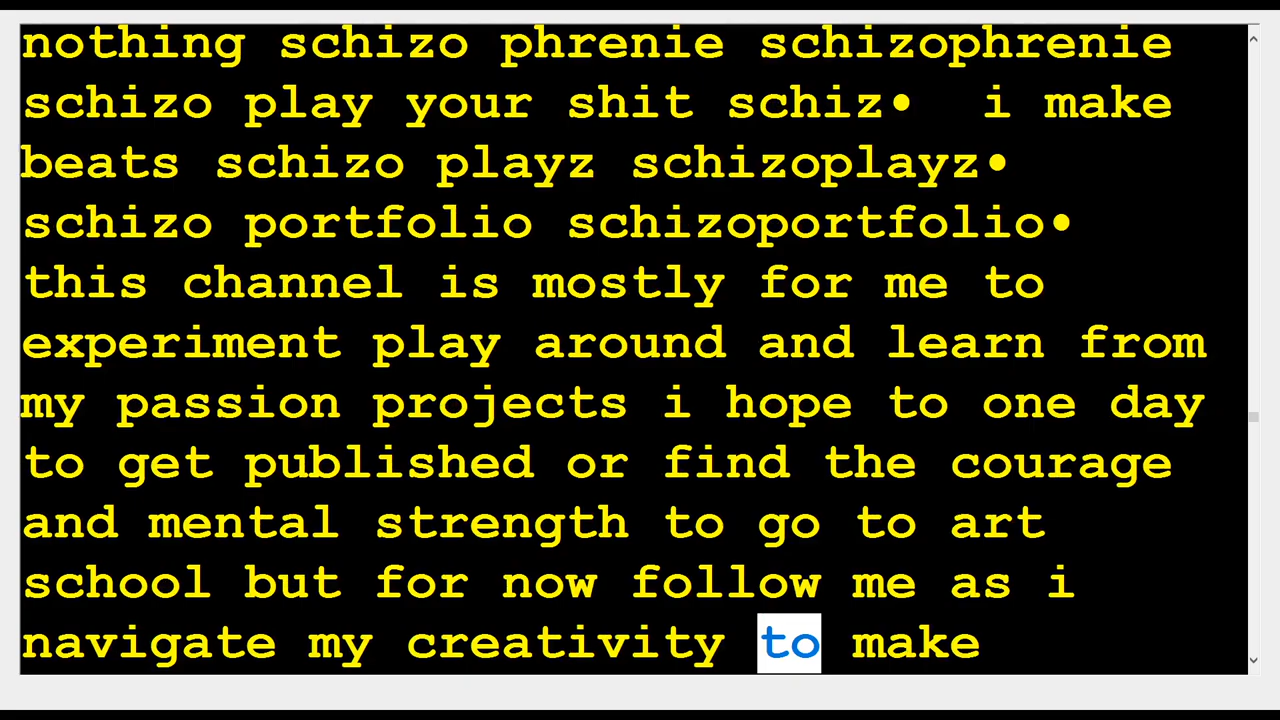 nothing schizo phrenie schizophrenie
schizo play your shit schiz•  i make
beats schizo playz schizoplayz•
schizo portfolio schizoportfolio•
this channel is mostly for me to
experiment play around and learn from
my passion projects i hope to one day
to get published or find the courage
and mental strength to go to art
school but for now follow me as i
navigate my creativity to make